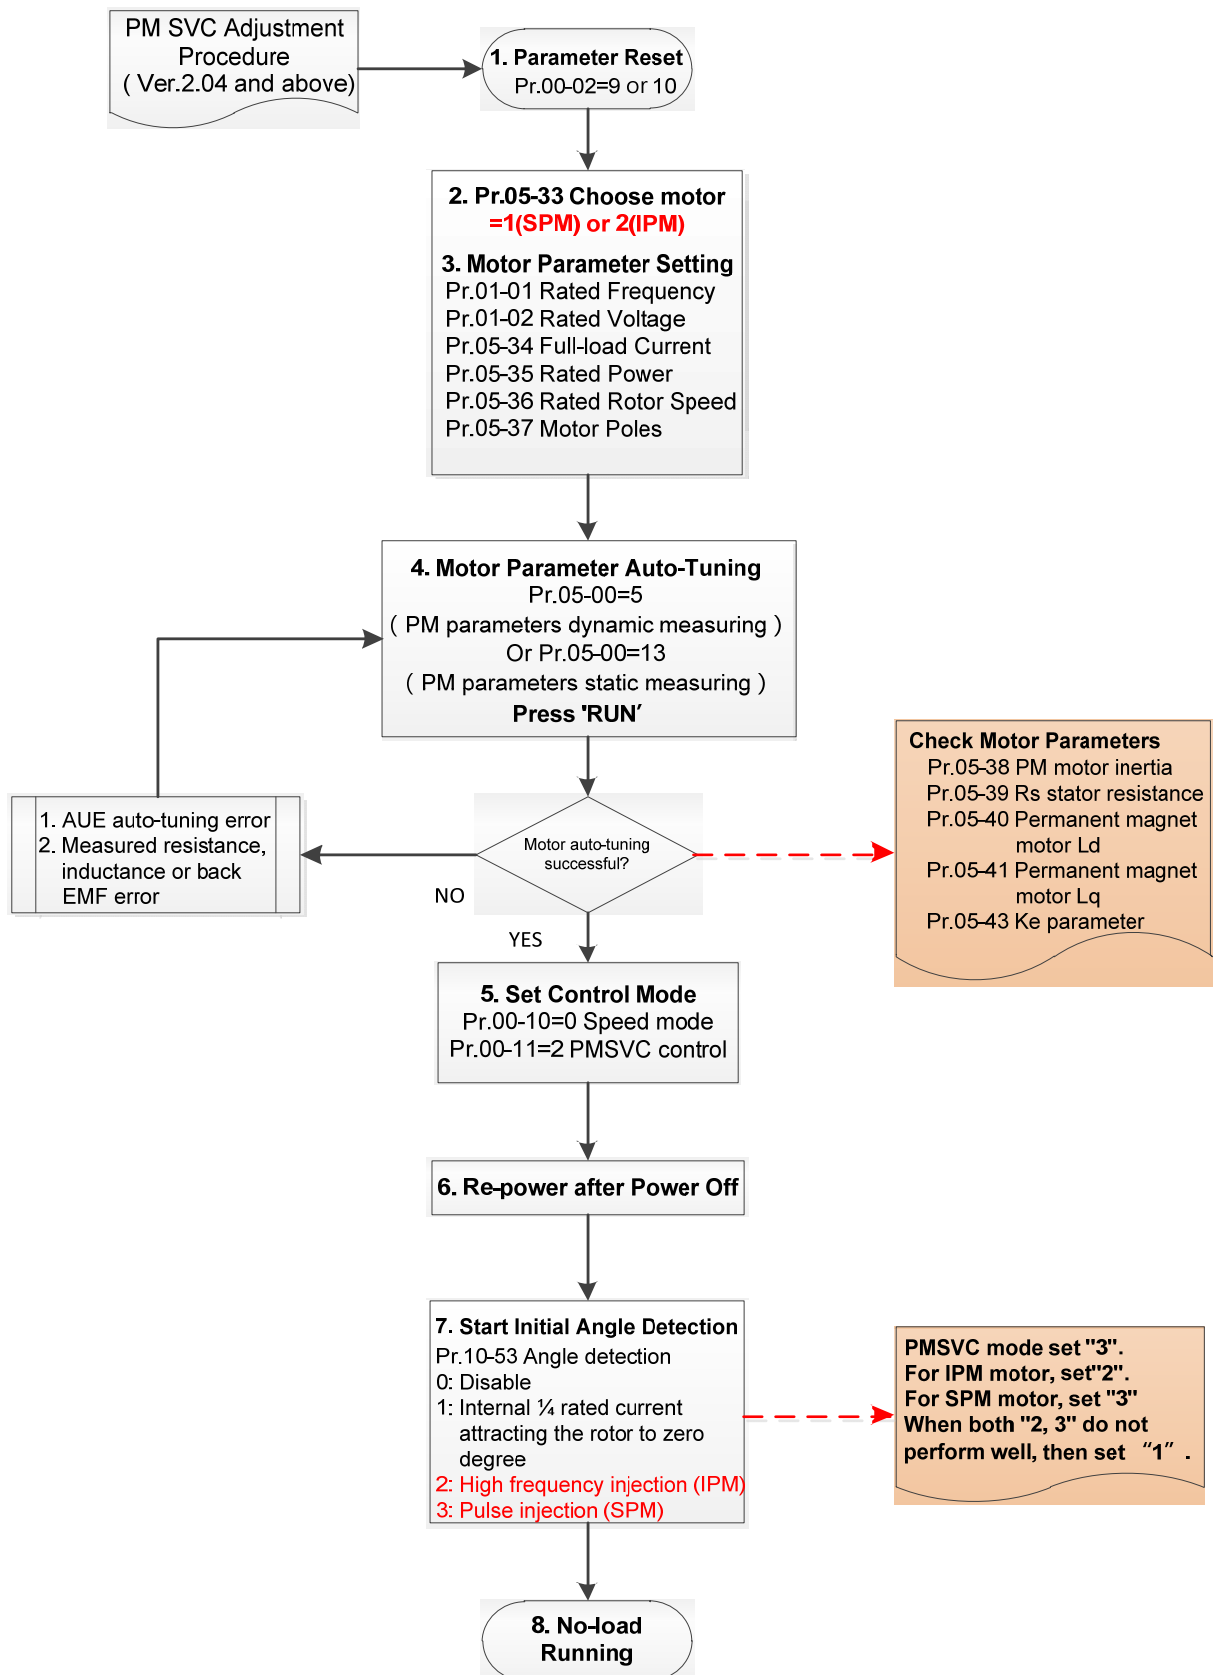 PM SVC Adjustment
Procedure
( Ver.2.04 and above)
1. Parameter Reset
Pr.00-02=9 or 10
2. Pr.05-33 Choose motor
=1(SPM) or 2(IPM)
3. Motor Parameter Setting
Pr.01-01 Rated Frequency
Pr.01-02 Rated Voltage
Pr.05-34 Full-load Current
Pr.05-35 Rated Power
Pr.05-36 Rated Rotor Speed
Pr.05-37 Motor Poles
4. Motor Parameter Auto-Tuning
Pr.05-00=5
( PM parameters dynamic measuring )
Or Pr.05-00=13
( PM parameters static measuring )
Press 'RUN'
Check Motor Parameters
Pr.05-38 PM motor inertia
Pr.05-39 Rs stator resistance
Pr.05-40 Permanent magnet
motor Ld
Pr.05-41 Permanent magnet
motor Lq
Pr.05-43 Ke parameter
1. AUE auto-tuning error
2. Measured resistance,
inductance or back
EMF error
Motor auto-tuning
successful?
NO
YES
5. Set Control Mode
Pr.00-10=0 Speed mode
Pr.00-11=2 PMSVC control
6. Re-power after Power Off
7. Start Initial Angle Detection
Pr.10-53 Angle detection
0: Disable
1: Internal ¼ rated current
attracting the rotor to zero
degree
2: High frequency injection (IPM)
3: Pulse injection (SPM)
PMSVC mode set "3".
For IPM motor, set"2".
For SPM motor, set "3"
When both "2, 3" do not
perform well, then set “1” .
8. No-load
Running